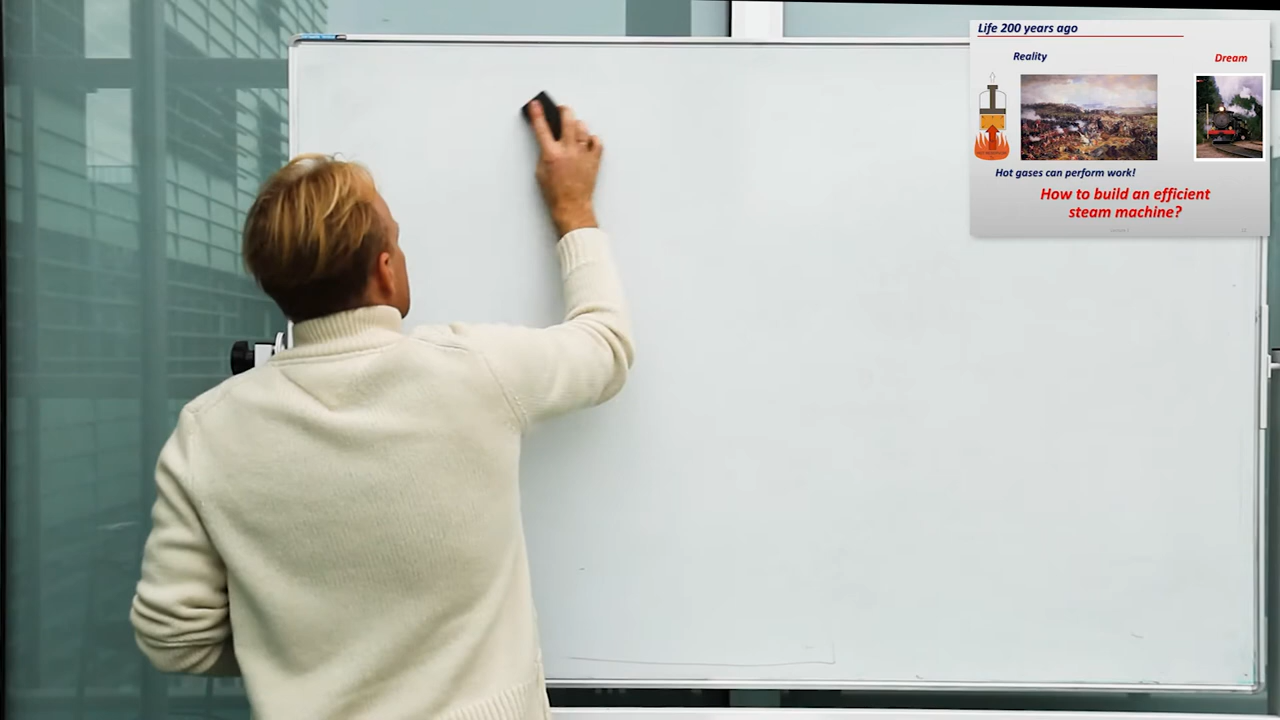 Life 200 years ago
Reality
Dream
Hot gases can perform work!
How to build an efficient
steam machine?